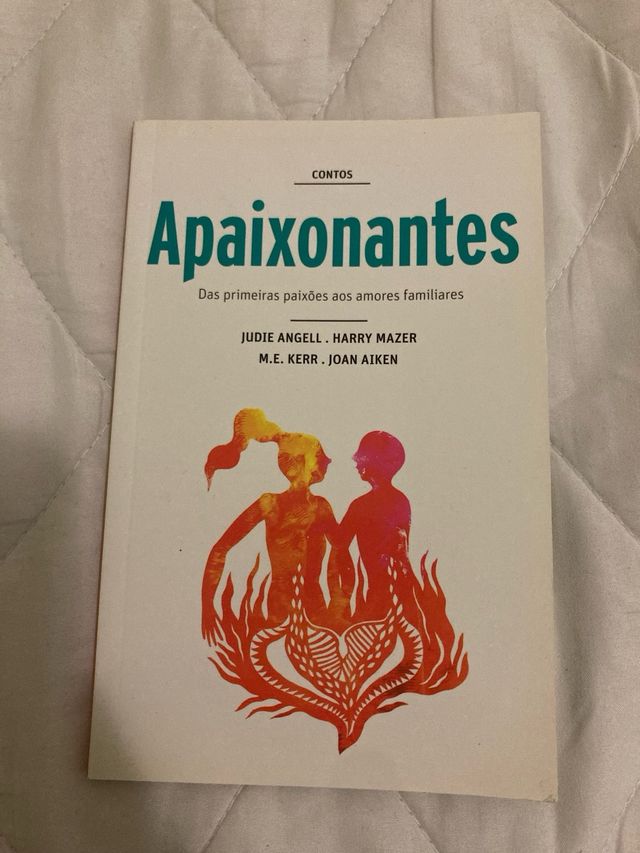 CONTOS
Apaixonantes
Das primeiras paixões aos amores familiares
JUDIE ANGELL . HARRY MAZER
M.E. KERR . JOAN AIKEN